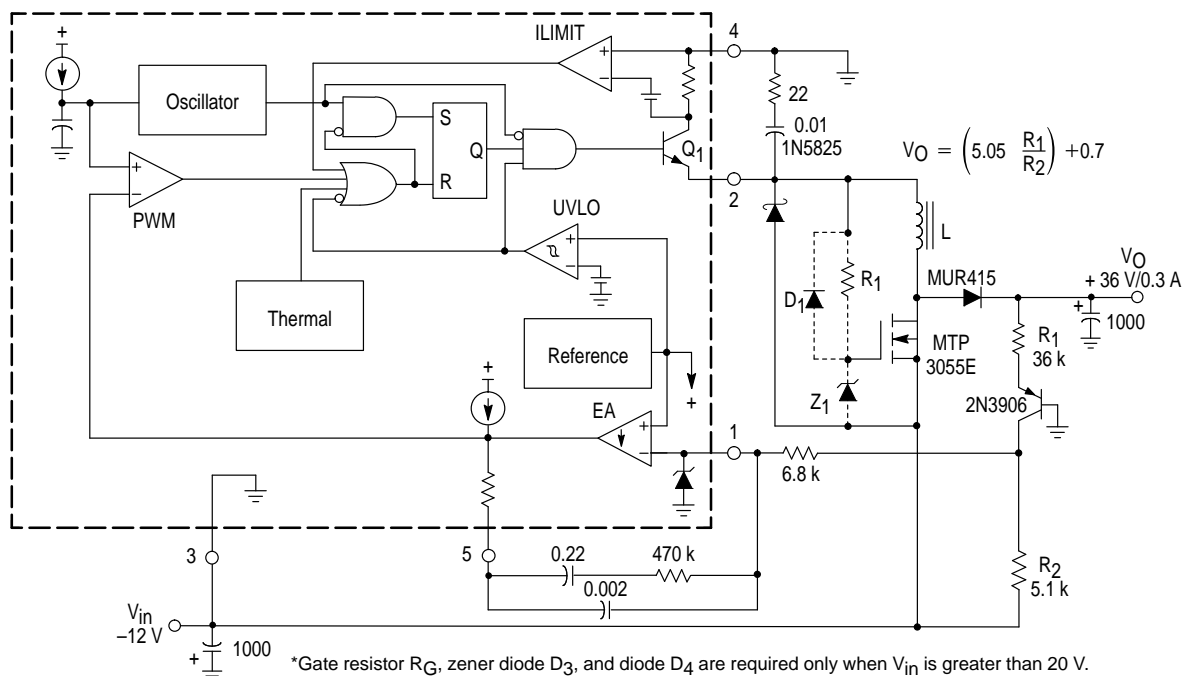 +
ILIMIT
4
+
–
Oscillator
22
S
0.01
1N5825
Q
Q1
VO = (5.05 R1/R2) +0.7
+
–
PWM
R
2
UVLO
+
–
L
VO
+ 36 V/0.3 A
MUR415
D1
R1
+
1000
Thermal
Reference
MTP
3055E
R1
36 k
+
+
Z1
2N3906
EA
+
–
1
6.8 k
3
5
0.22
470 k
0.002
R2
5.1 k
Vin
–12 V
+
1000
*Gate resistor RG, zener diode D3, and diode D4 are required only when Vin is greater than 20 V.